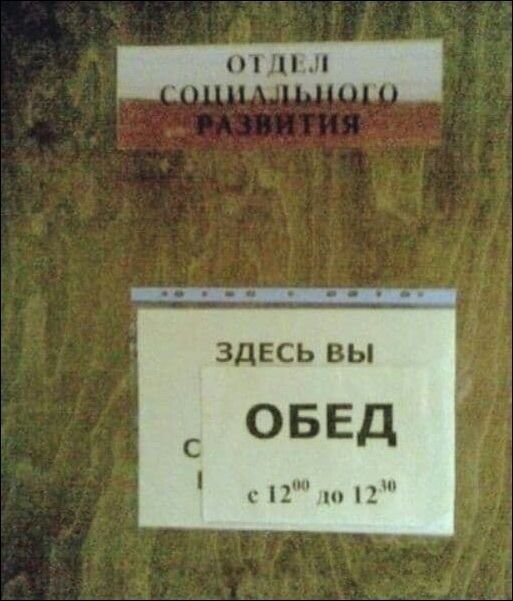 ОТДЕЛ
СОЦИАЛЬНОГО
РАЗВИТИЯ
ЗДЕСЬ ВЫ
ОБЕД
с 12⁰⁰ до 12³⁰